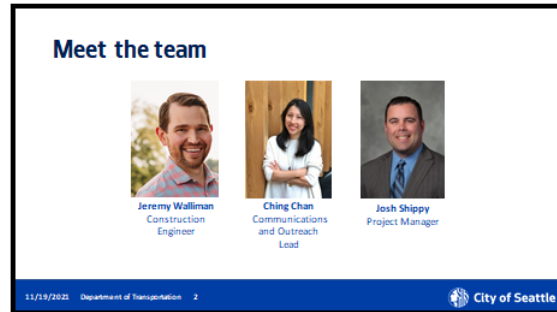 Meet the team
Jeremy Walliman
Construction
Engineer
Ching Chan
Communications
and Outreach
Lead
Josh Shippy
Project Manager
11/19/2021 Department of Transportation 2
City of Seattle